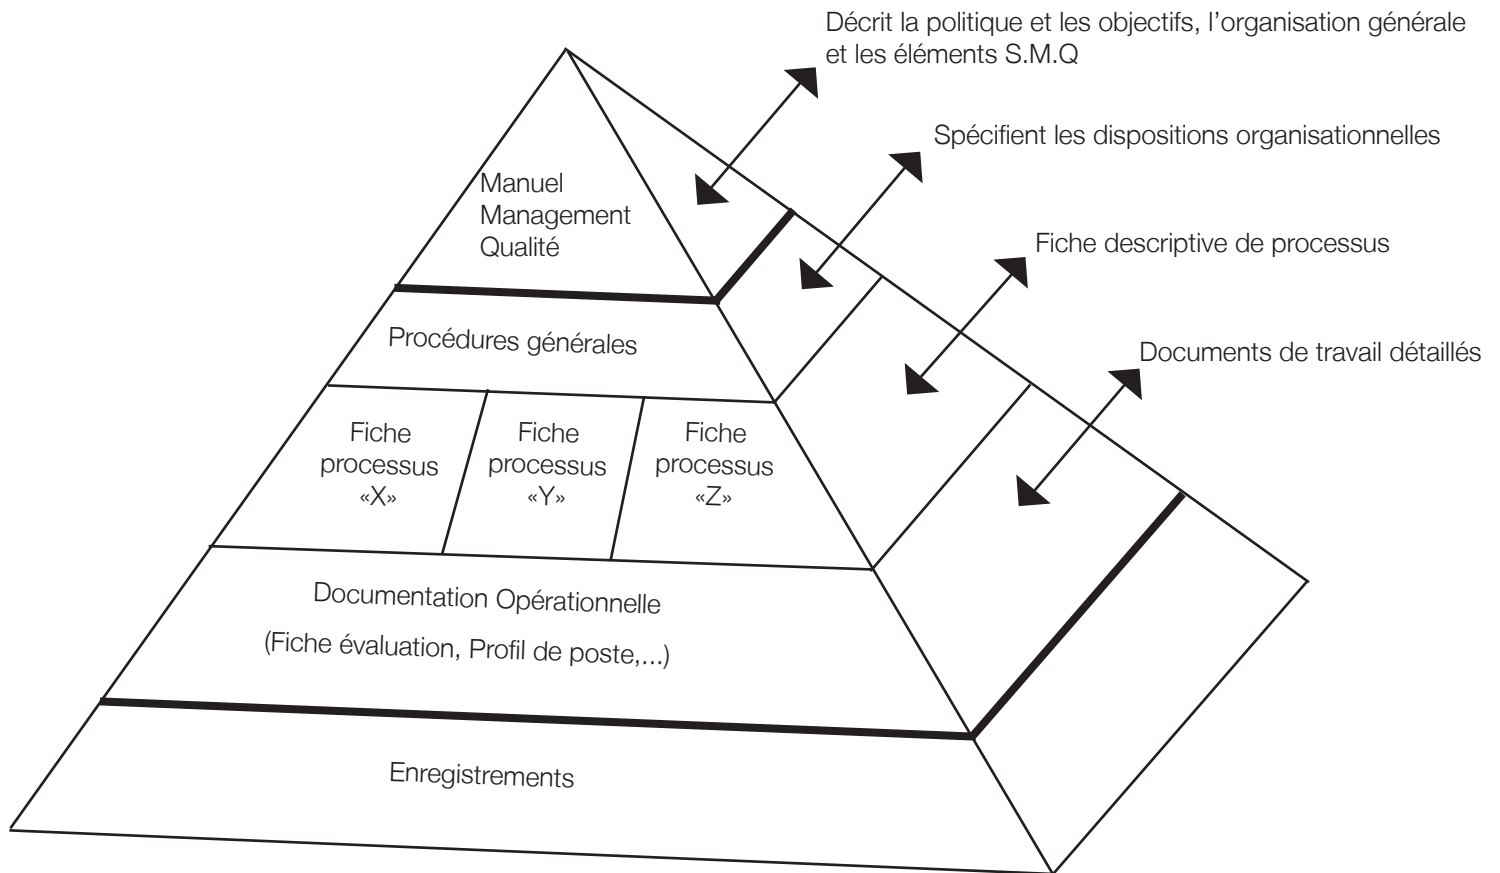 Décrit la politique et les objectifs, l'organisation générale
et les éléments S.M.Q
Spécifient les dispositions organisationnelles
Manuel
Management
Qualité
Fiche descriptive de processus
Procédures générales
Documents de travail détaillés
Fiche
processus
«X»
Fiche
processus
«Y»
Fiche
processus
«Z»
Documentation Opérationnelle
(Fiche évaluation, Profil de poste,...)
Enregistrements